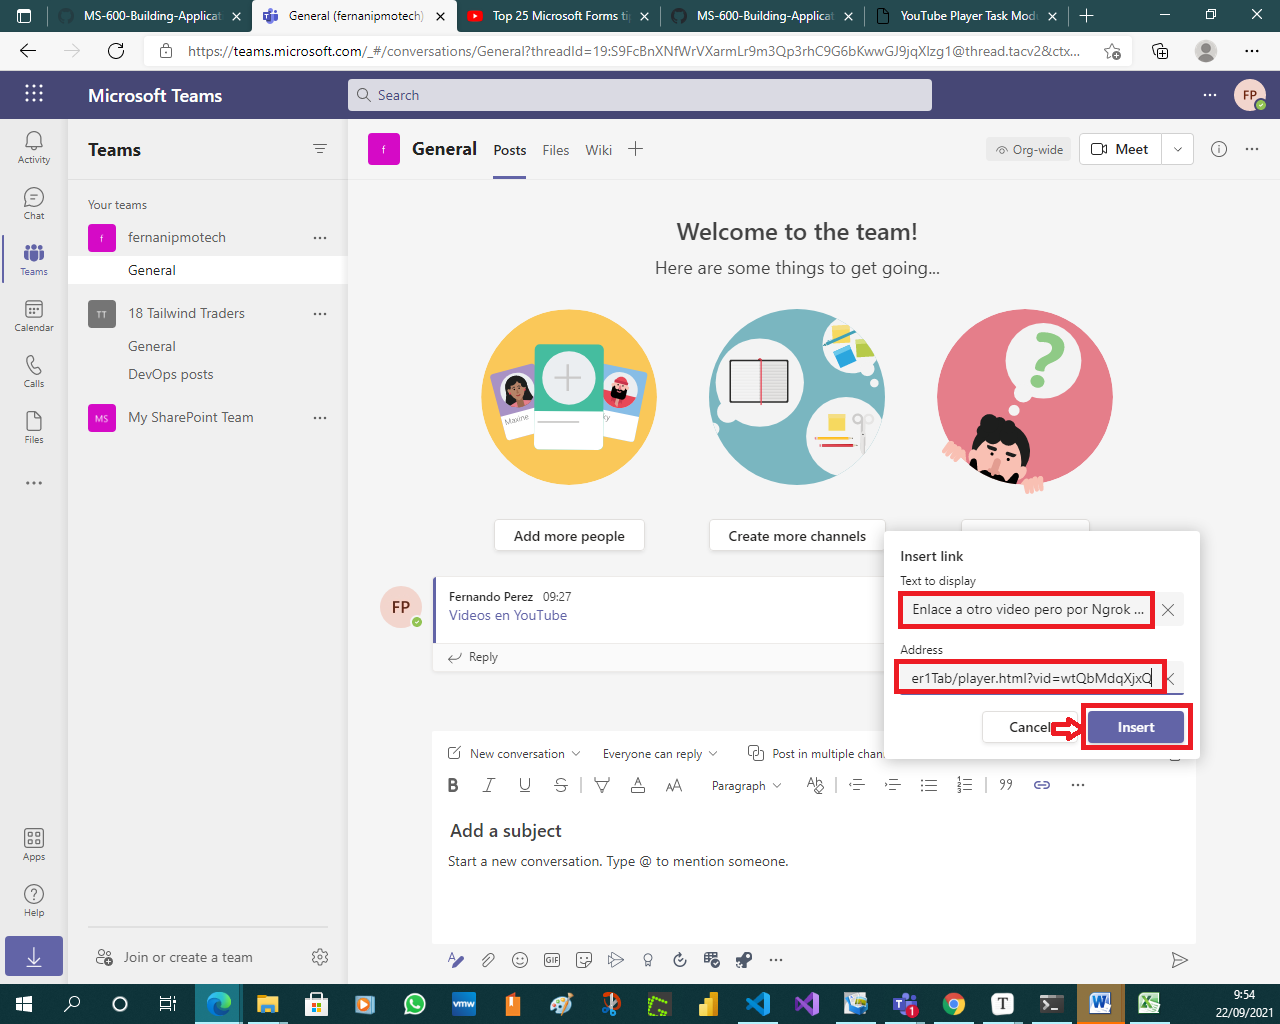 MS-600-Building-Applicat
General (fernanipmotech)
Top 25 Microsoft Forms ti
MS-600-Building-Applicat
YouTube Player Task Modu
https://teams.microsoft.com/_#/conversations/General?threadId=19:S9FcBnXNfWrVXarmLr9m3Qp3rhC9G6bKwwGJ9jqXlzg1@thread.tacv2&ctx...
Microsoft Teams
Search
FP
Activity
Chat
Teams
Calendar
Calls
Files
Apps
Help
Teams
Your teams
f
fernanipmotech
General
TT
18 Tailwind Traders
General
DevOps posts
MS
My SharePoint Team
Join or create a team
f
General
Posts
Files
Wiki
Org-wide
Meet
Welcome to the team!
Here are some things to get going...
Maxine
Add more people
Create more channels
FP
Fernando Perez 09:27
Videos en YouTube
Reply
Insert link
Text to display
Enlace a otro video pero por Ngrok ...
Address
er1Tab/player.html?vid=wtQbMdqXjxQ
Cancel
Insert
New conversation
Everyone can reply
Post in multiple chan
B I U S
AA
Paragraph
Add a subject
Start a new conversation. Type @ to mention someone.
GIF
vmw
1
T
9:54
22/09/2021